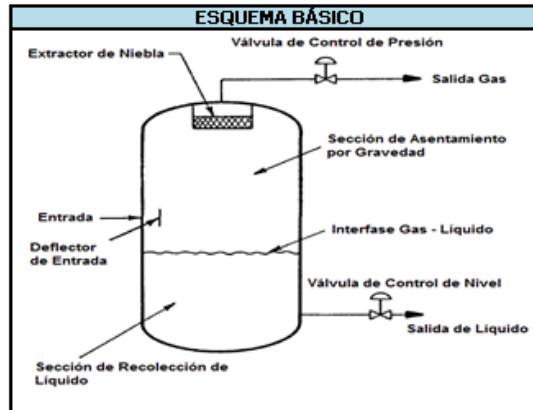 ESQUEMA BÁSICO
Válvula de Control de Presión
Extractor de Niebla
Salida Gas
Sección de Asentamiento
por Gravedad
Entrada
Interfase Gas - Líquido
Deflector
de Entrada
Válvula de Control de Nivel
Salida de Líquido
Sección de Recolección de
Líquido